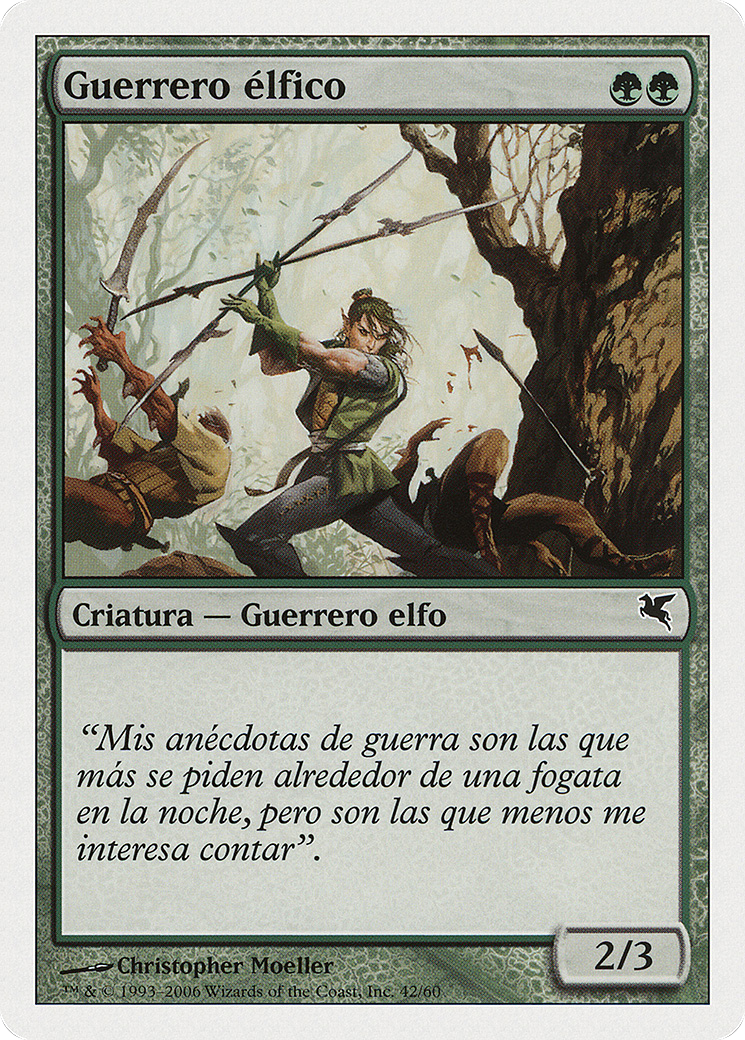 Guerrero élfico
Criatura — Guerrero elfo
“Mis anécdotas de guerra son las que
más se piden alrededor de una fogata
en la noche, pero son las que menos me
interesa contar”.
2/3
Christopher Moeller
™ & © 1993–2006 Wizards of the Coast, Inc. 42/60